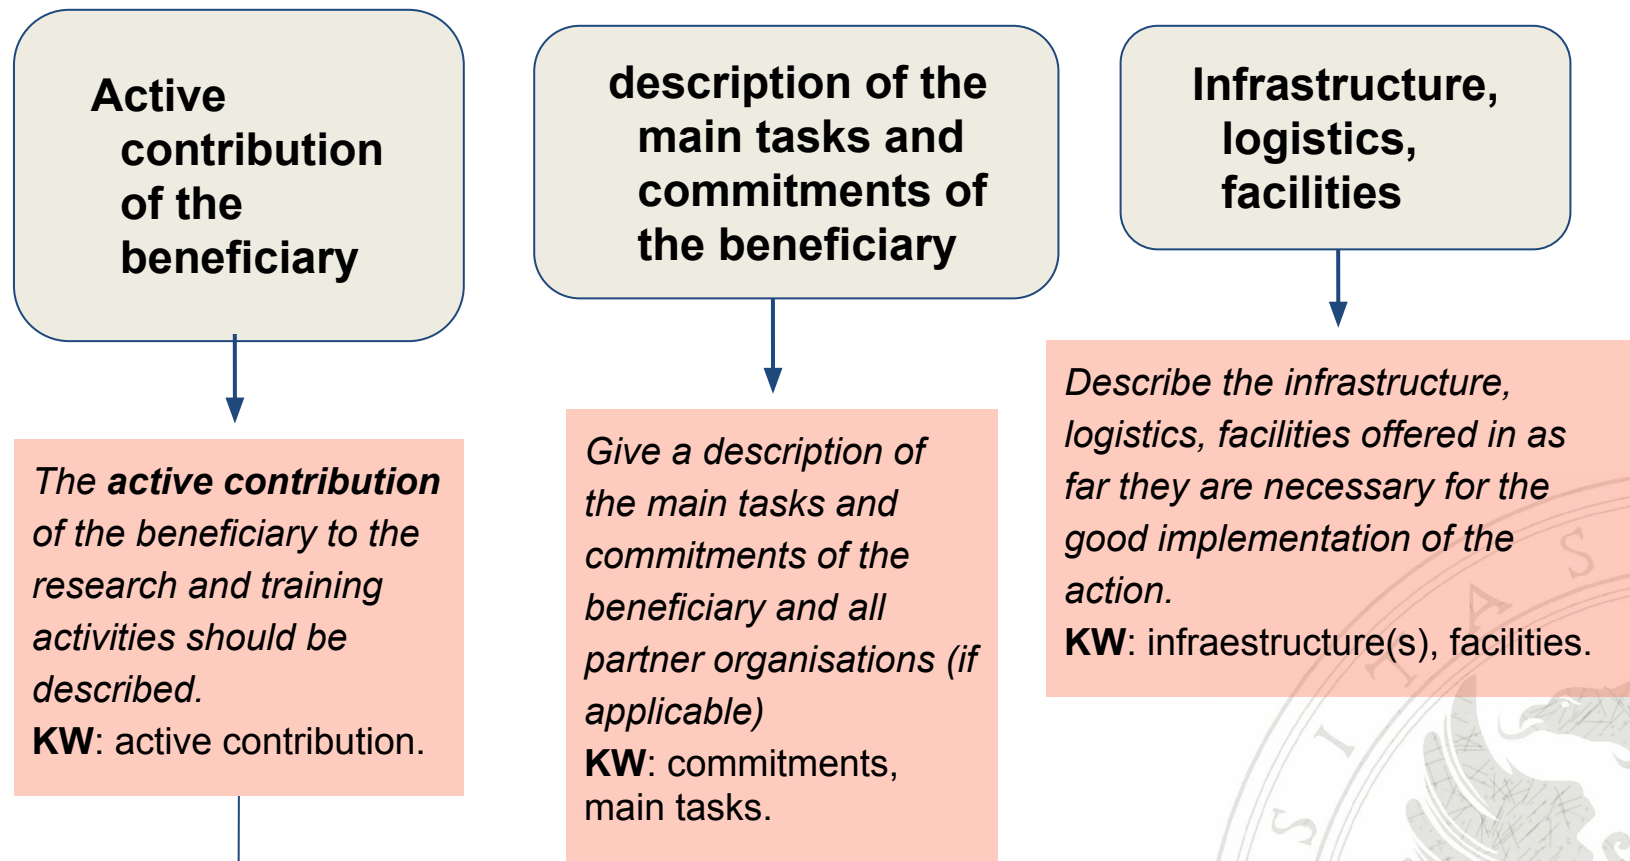 Active
contribution
of the
beneficiary
description of the
main tasks and
commitments of
the beneficiary
Infrastructure,
logistics,
facilities
The active contribution
of the beneficiary to the
research and training
activities should be
described.
KW: active contribution.
Give a description of
the main tasks and
commitments of the
beneficiary and all
partner organisations (if
applicable)
KW: commitments,
main tasks.
Describe the infrastructure,
logistics, facilities offered in as
far they are necessary for the
good implementation of the
action.
KW: infraestructure(s), facilities.
S I T A S